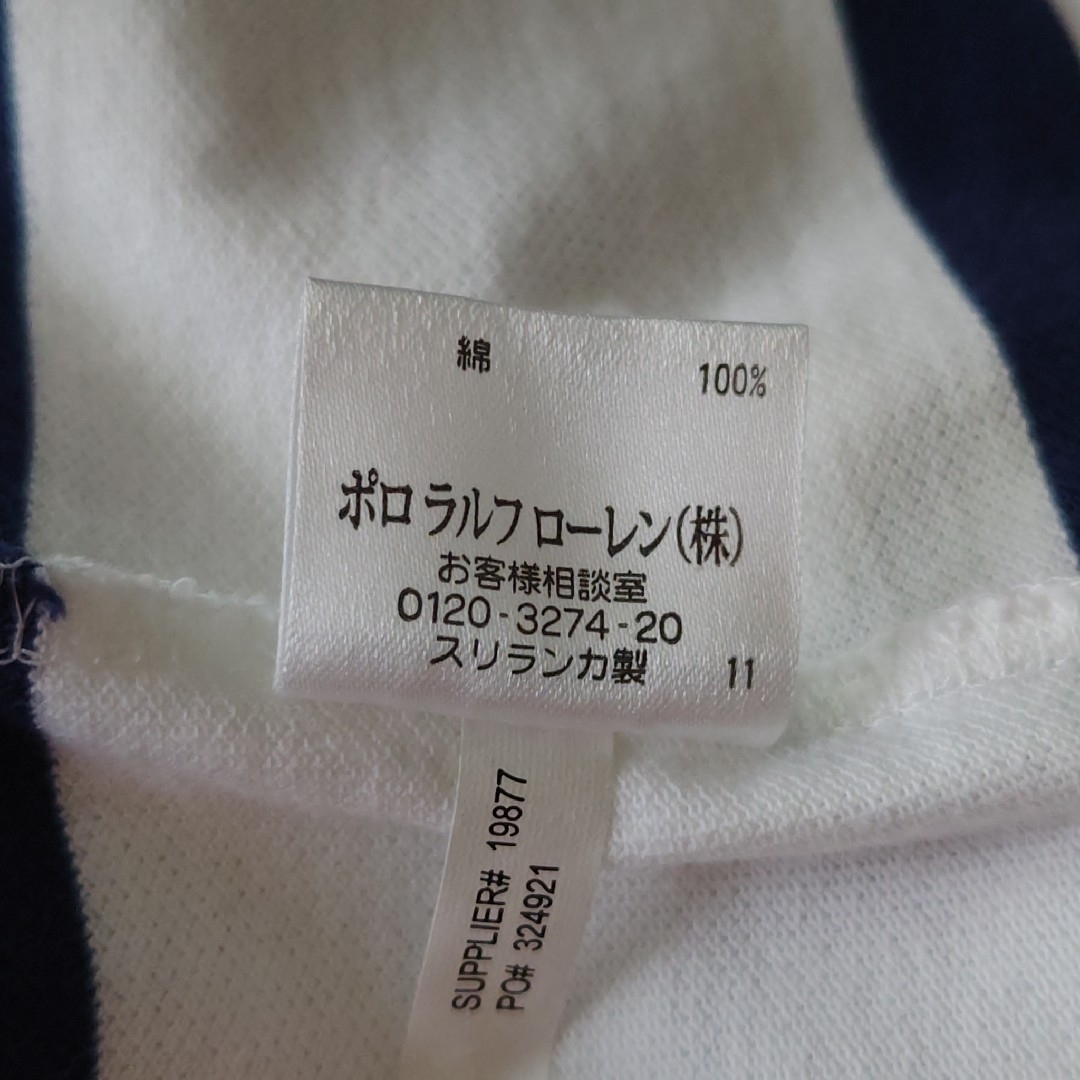 綿 100%
ポロ ラルフ ローレン(株)
お客様相談室
0120-3274-20
スリランカ製 11
SUPPLIER# 19877
PO# 324921